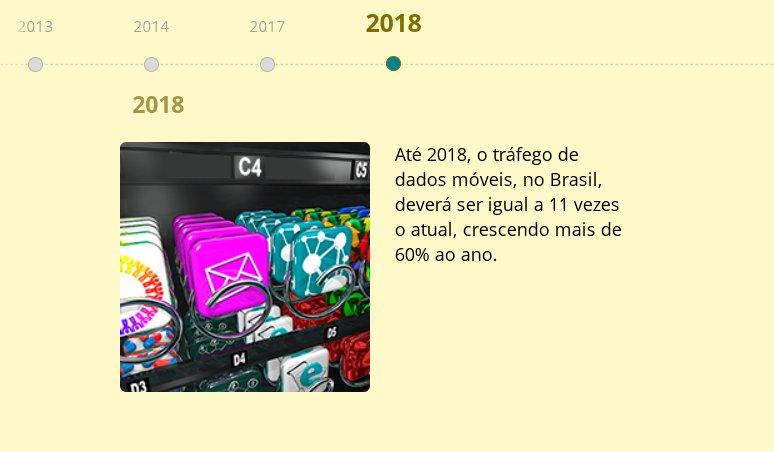 2013
2014
2017
2018
2018
C4
C5
Até 2018, o tráfego de
dados móveis, no Brasil,
deverá ser igual a 11 vezes
o atual, crescendo mais de
60% ao ano.
D3
D4
D5
e